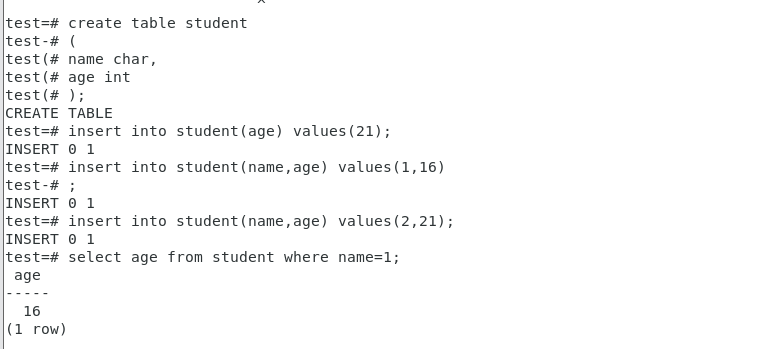 test=# create table student
test-# (
test(# name char,
test(# age int
test(# );
CREATE TABLE
test=# insert into student(age) values(21);
INSERT 0 1
test=# insert into student(name,age) values(1,16)
test-# ;
INSERT 0 1
test=# insert into student(name,age) values(2,21);
INSERT 0 1
test=# select age from student where name=1;
 age
-----
  16
(1 row)